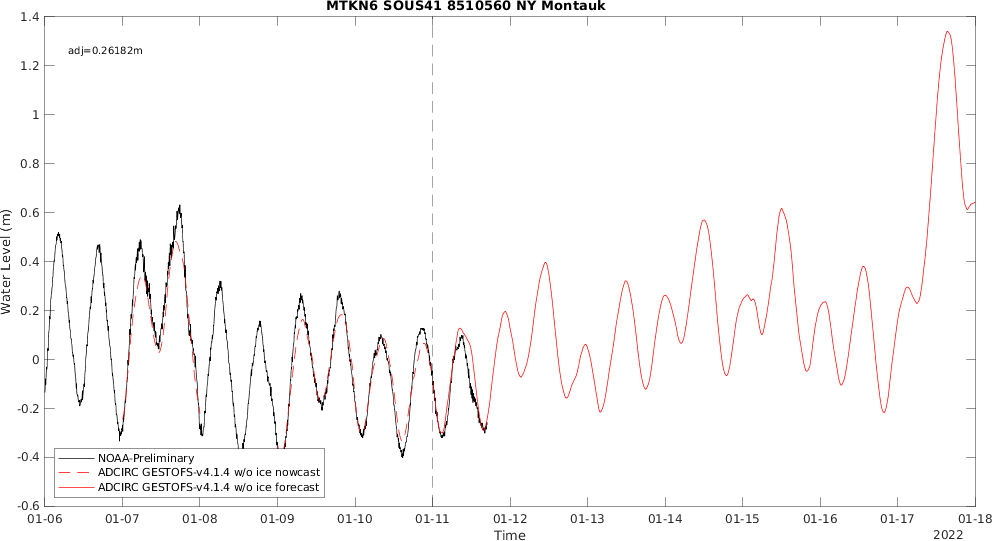 MTKN6 SOUS41 8510560 NY Montauk
adj=0.26182m
1.4
1.2
1
0.8
0.6
0.4
0.2
0
-0.2
-0.4
-0.6
Water Level (m)
NOAA-Preliminary
ADCIRC GESTOFS-v4.1.4 w/o ice nowcast
ADCIRC GESTOFS-v4.1.4 w/o ice forecast
01-06 01-07 01-08 01-09 01-10 01-11 01-12 01-13 01-14 01-15 01-16 01-17 01-18
Time
2022